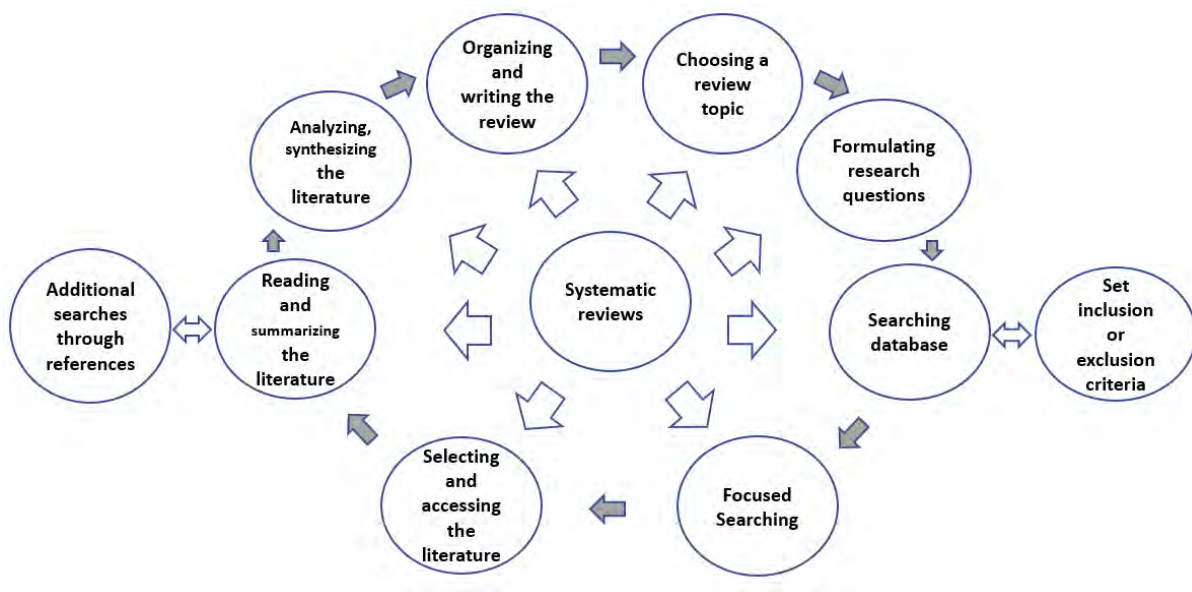 Organizing
and
writing the
review
Choosing a
review
topic
Analyzing,
synthesizing
the
literature
Formulating
research
questions
Additional
searches
through
references
Reading
and
summarizing
the
literature
Systematic
reviews
Searching
database
Set
inclusion
or
exclusion
criteria
Selecting
and
accessing
the
literature
Focused
Searching